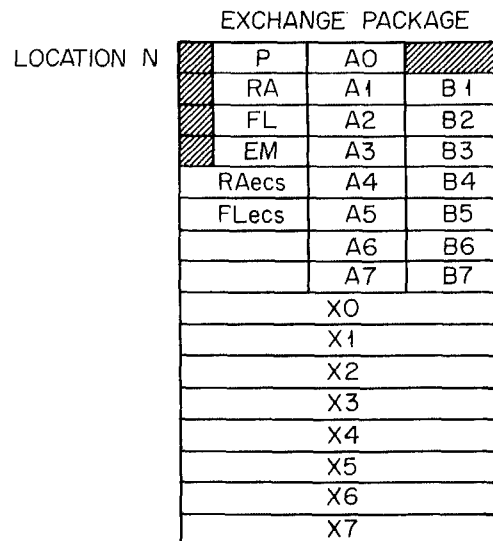 EXCHANGE PACKAGE
LOCATION N P A0
RA A1 B1
FL A2 B2
EM A3 B3
RAecs A4 B4
FLecs A5 B5
A6 B6
A7 B7
X0
X1
X2
X3
X4
X5
X6
X7